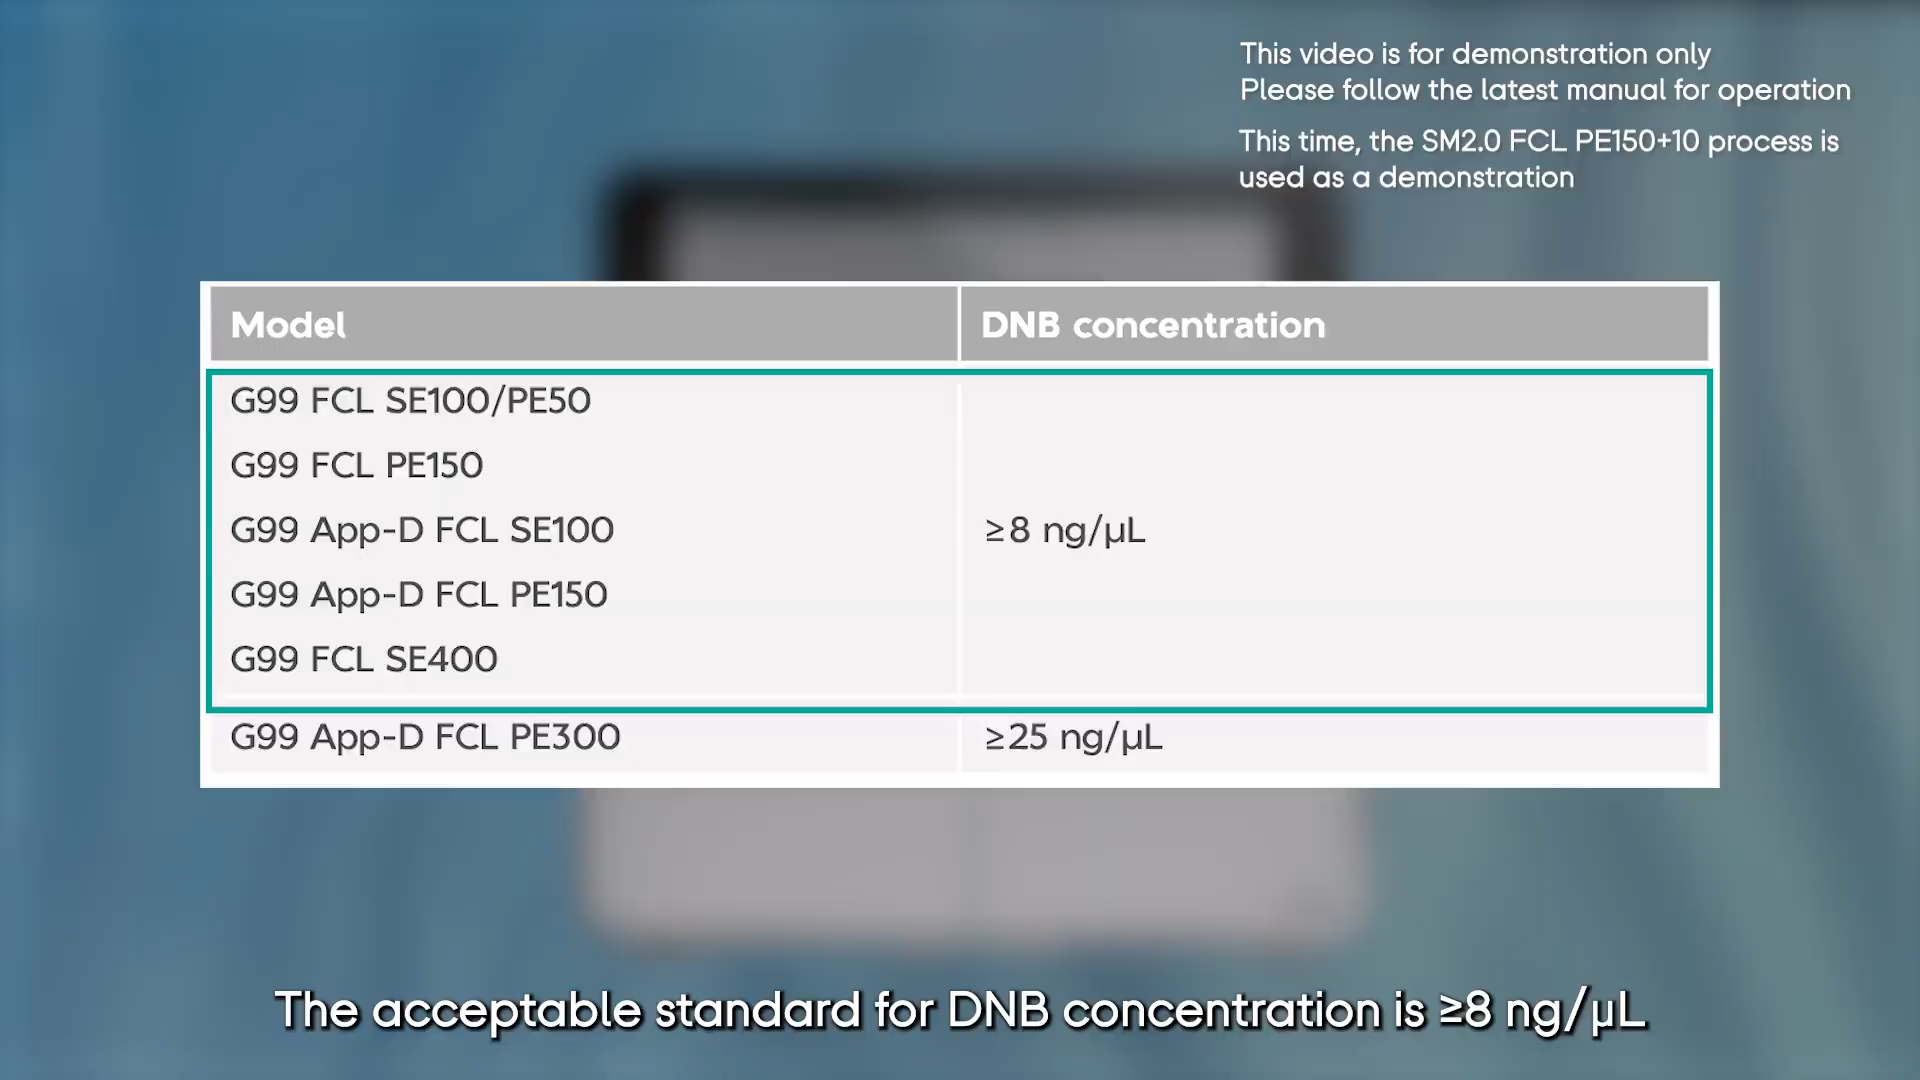 This video is for demonstration only
Please follow the latest manual for operation
This time, the SM2.0 FCL PE150+10 process is
used as a demonstration
Model
DNB concentration
G99 FCL SE100/PE50
G99 FCL PE150
G99 App-D FCL SE100
≥8 ng/µL
G99 App-D FCL PE150
G99 FCL SE400
G99 App-D FCL PE300
≥25 ng/µL
The acceptable standard for DNB concentration is ≥8 ng/µL